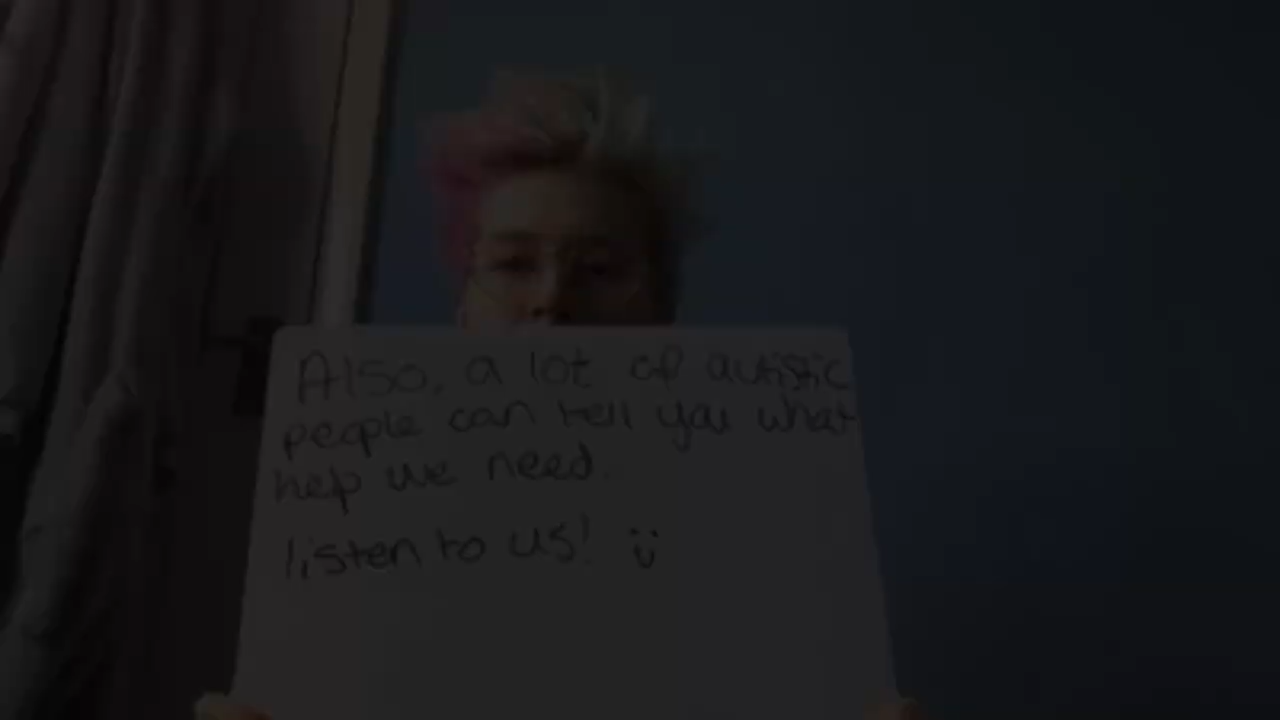 Also, a lot of autistic
people can tell you what
help we need.
listen to us! :)